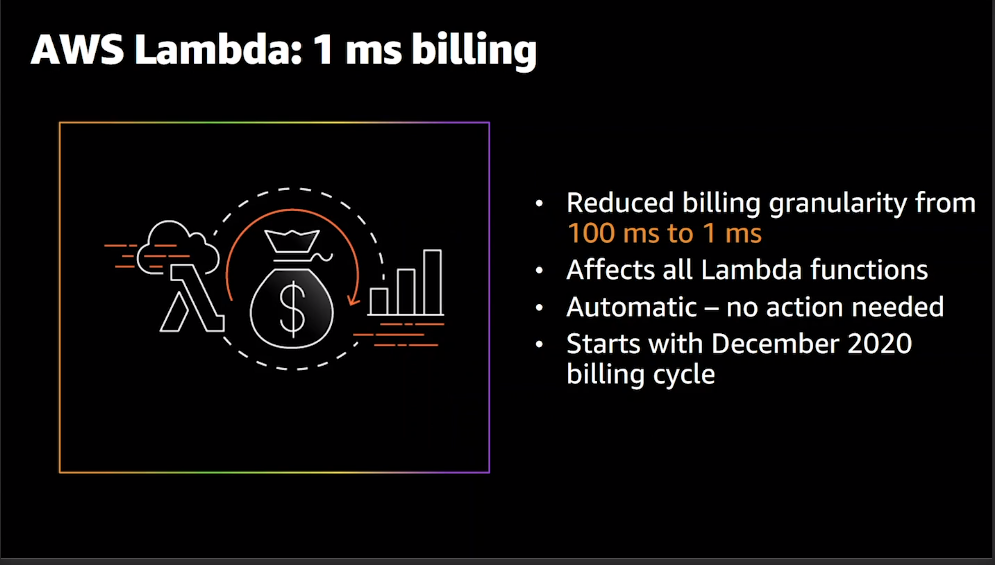 AWS Lambda: 1 ms billing
$
• Reduced billing granularity from
100 ms to 1 ms
• Affects all Lambda functions
• Automatic – no action needed
• Starts with December 2020
billing cycle